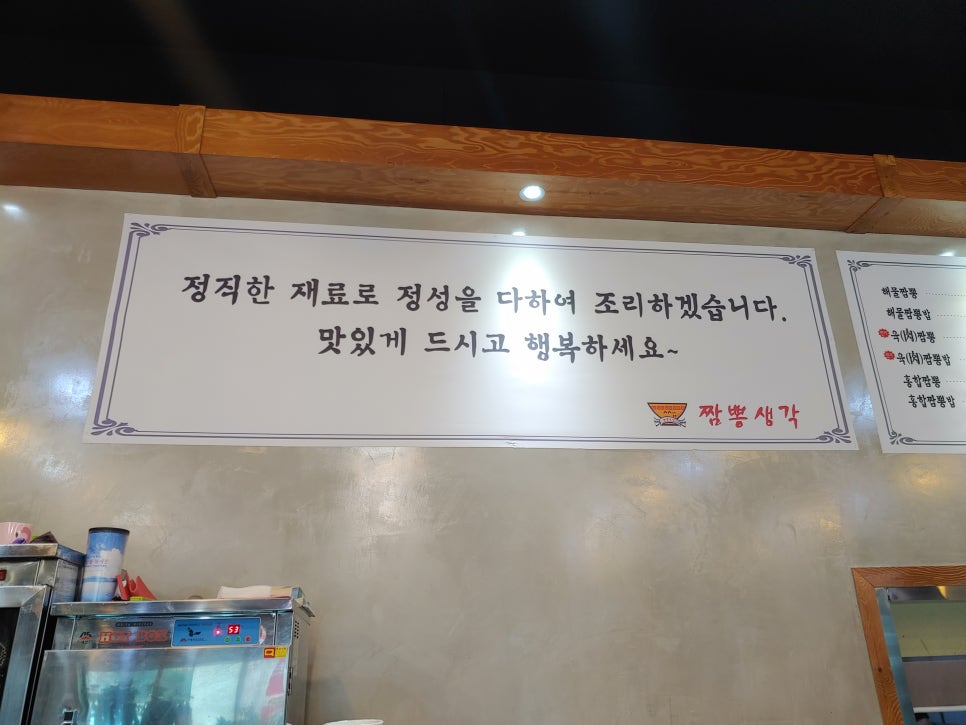 정직한 재료로 정성을 다하여 조리하겠습니다.
맛있게 드시고 행복하세요~
짬뽕생각
해물짬뽕
해물짬뽕밥
육(肉)짬뽕
육(肉)짬뽕밥
홍합짬뽕
홍합짬뽕밥
HOT BOX
53